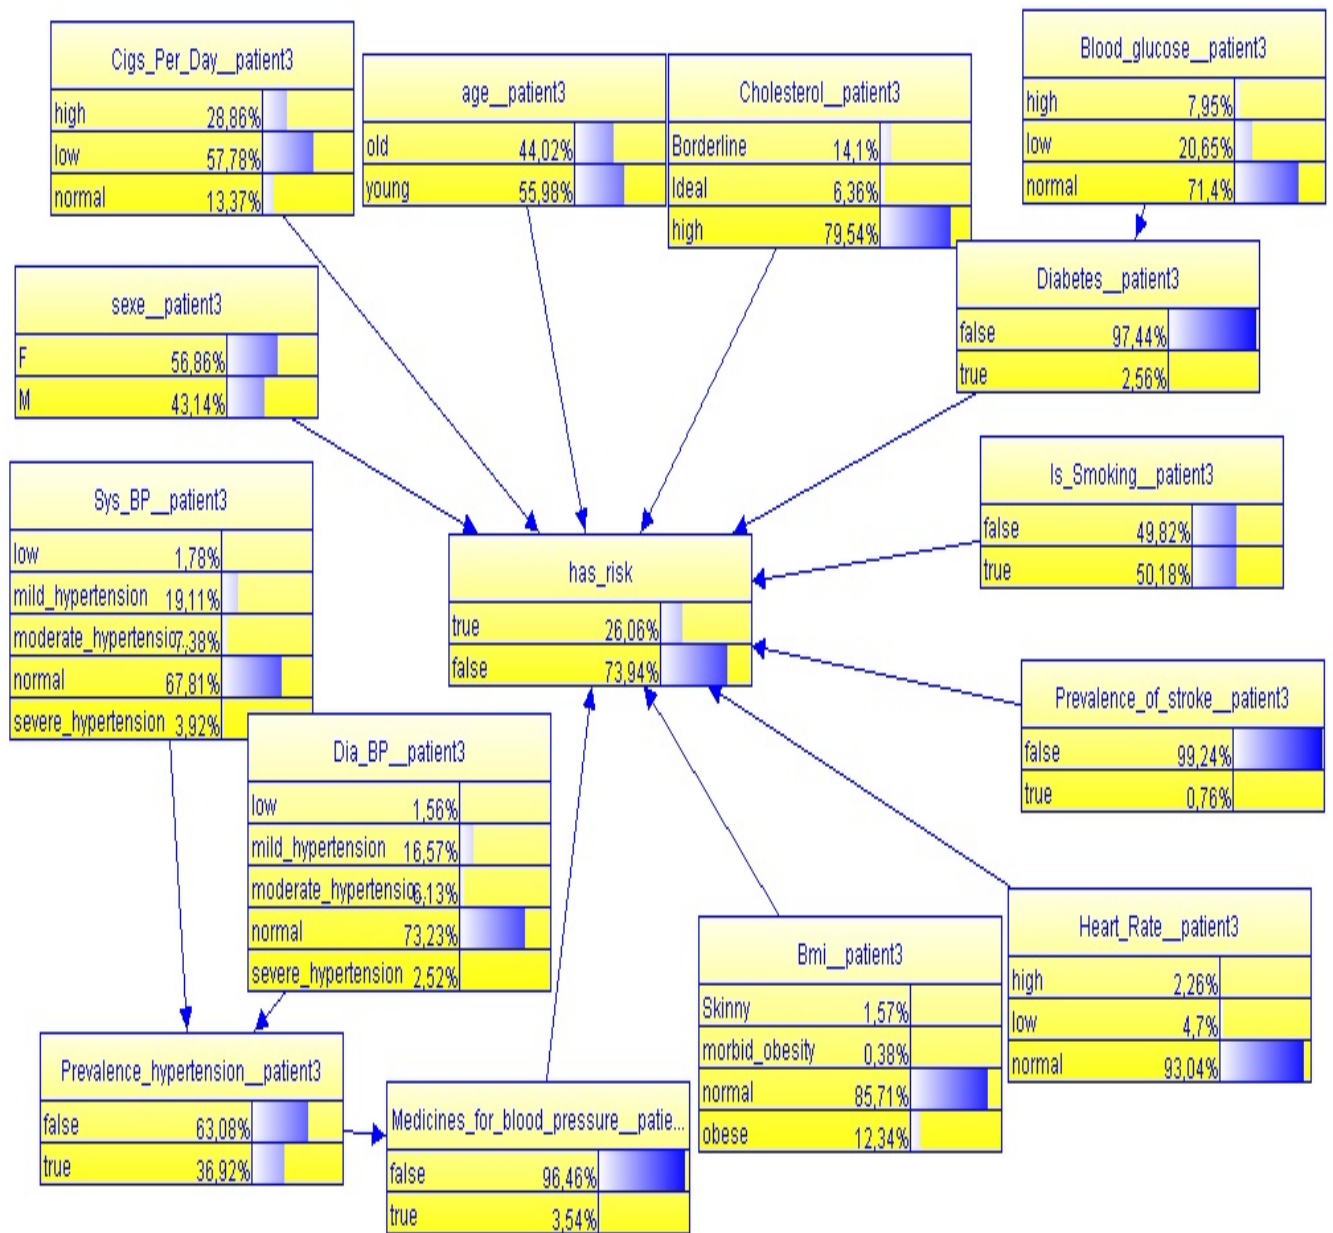 Cigs_Per_Day__patient3
high 28,86%
low 57,78%
normal 13,37%
age__patient3
old 44,02%
young 55,98%
Cholesterol__patient3
Borderline 14,1%
Ideal 6,36%
high 79,54%
Blood_glucose__patient3
high 7,95%
low 20,65%
normal 71,4%
sexe__patient3
F 56,86%
M 43,14%
Diabetes__patient3
false 97,44%
true 2,56%
Sys_BP__patient3
low 1,78%
mild_hypertension 19,11%
moderate_hypertensio... 7,38%
normal 67,81%
severe_hypertension 3,92%
has_risk
true 26,06%
false 73,94%
Is_Smoking__patient3
false 49,82%
true 50,18%
Prevalence_of_stroke__patient3
false 99,24%
true 0,76%
Dia_BP__patient3
low 1,56%
mild_hypertension 16,57%
moderate_hypertensio... 6,13%
normal 73,23%
severe_hypertension 2,52%
Bmi__patient3
Skinny 1,57%
morbid_obesity 0,38%
normal 85,71%
obese 12,34%
Heart_Rate__patient3
high 2,26%
low 4,7%
normal 93,04%
Prevalence_hypertension__patient3
false 63,08%
true 36,92%
Medicines_for_blood_pressure__patie...
false 96,46%
true 3,54%